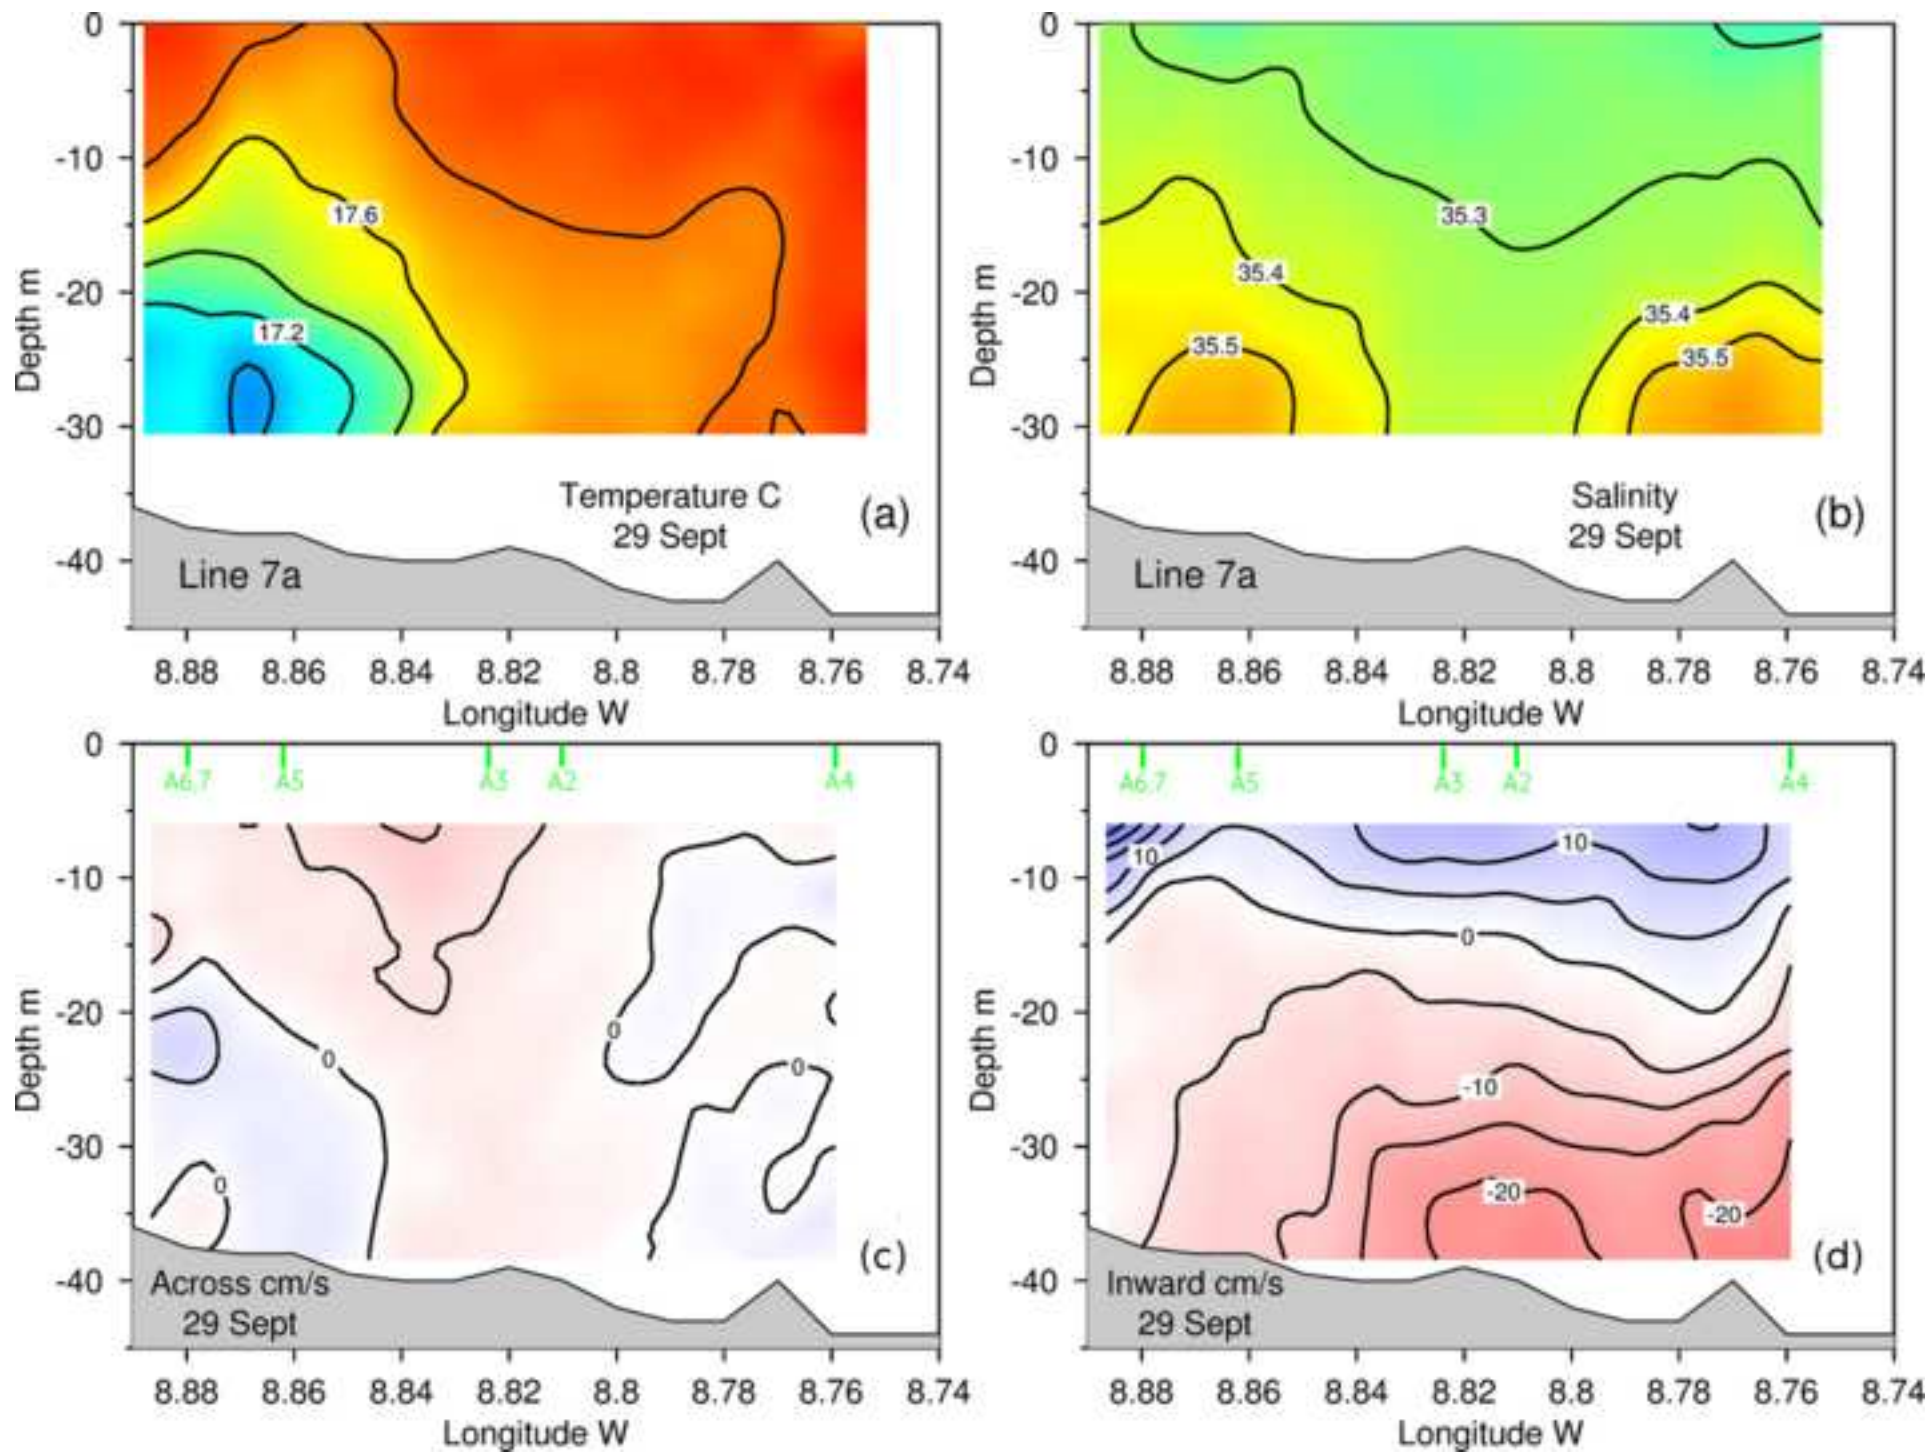 0
-10
-20
-30
-40
Depth m
17.6
17.2
Temperature C
29 Sept
(a)
Line 7a
8.88 8.86 8.84 8.82 8.8 8.78 8.76 8.74
Longitude W
0
-10
-20
-30
-40
Depth m
35.3
35.4
35.5
35.4
35.5
Salinity
29 Sept
(b)
Line 7a
8.88 8.86 8.84 8.82 8.8 8.78 8.76 8.74
Longitude W
0
-10
-20
-30
-40
Depth m
A6,7 A5 A3 A2 A4
0
0
0
0
(c)
Across cm/s
29 Sept
8.88 8.86 8.84 8.82 8.8 8.78 8.76 8.74
Longitude W
0
-10
-20
-30
-40
Depth m
A6,7 A5 A3 A2 A4
10
10
0
-10
-20
-20
(d)
Inward cm/s
29 Sept
8.88 8.86 8.84 8.82 8.8 8.78 8.76 8.74
Longitude W